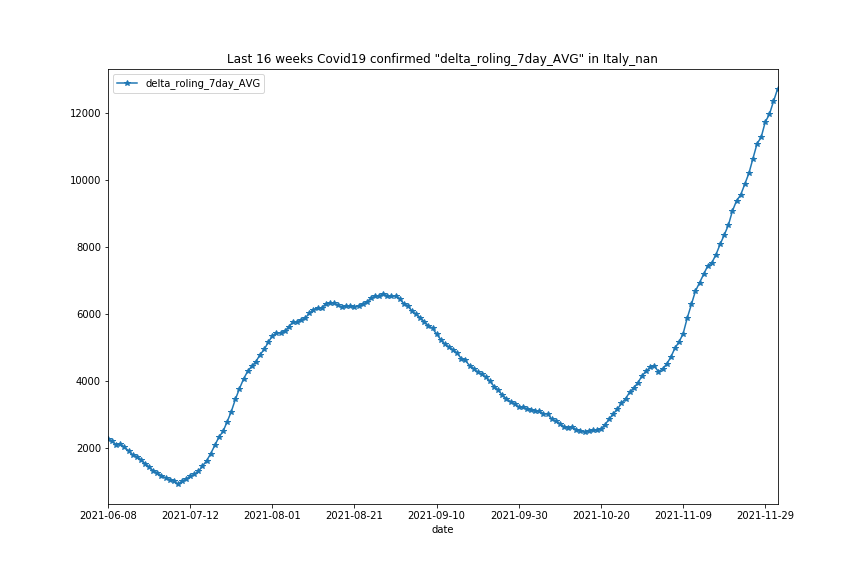 Last 16 weeks Covid19 confirmed "delta_roling_7day_AVG" in Italy_nan
delta_roling_7day_AVG
12000
10000
8000
6000
4000
2000
2021-06-08 2021-07-12 2021-08-01 2021-08-21 2021-09-10 2021-09-30 2021-10-20 2021-11-09 2021-11-29
date